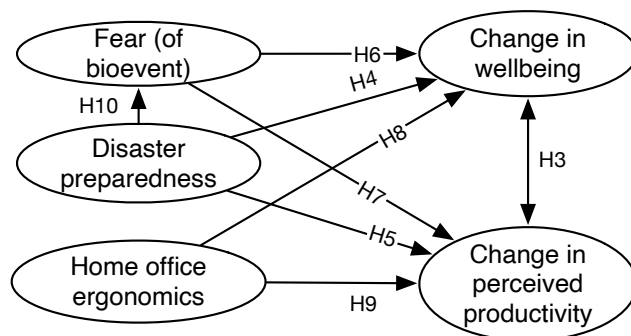 Fear (of
bioevent)
H6
Change in
wellbeing
H4
H10
H8
Disaster
preparedness
H3
H7
H5
Home office
ergonomics
H9
Change in
perceived
productivity